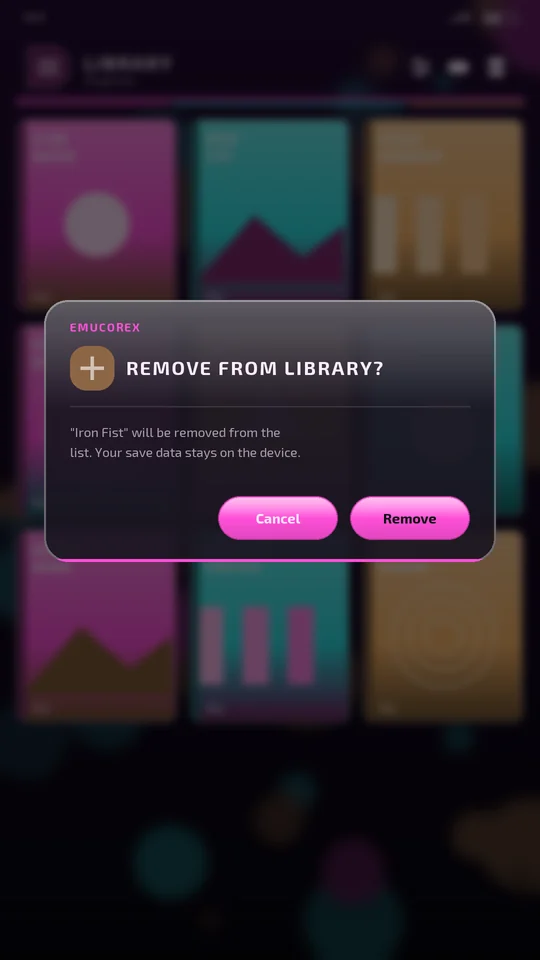 LIBRARY
EMUCOREX
REMOVE FROM LIBRARY?
"Iron Fist" will be removed from the
list. Your save data stays on the device.
Cancel
Remove